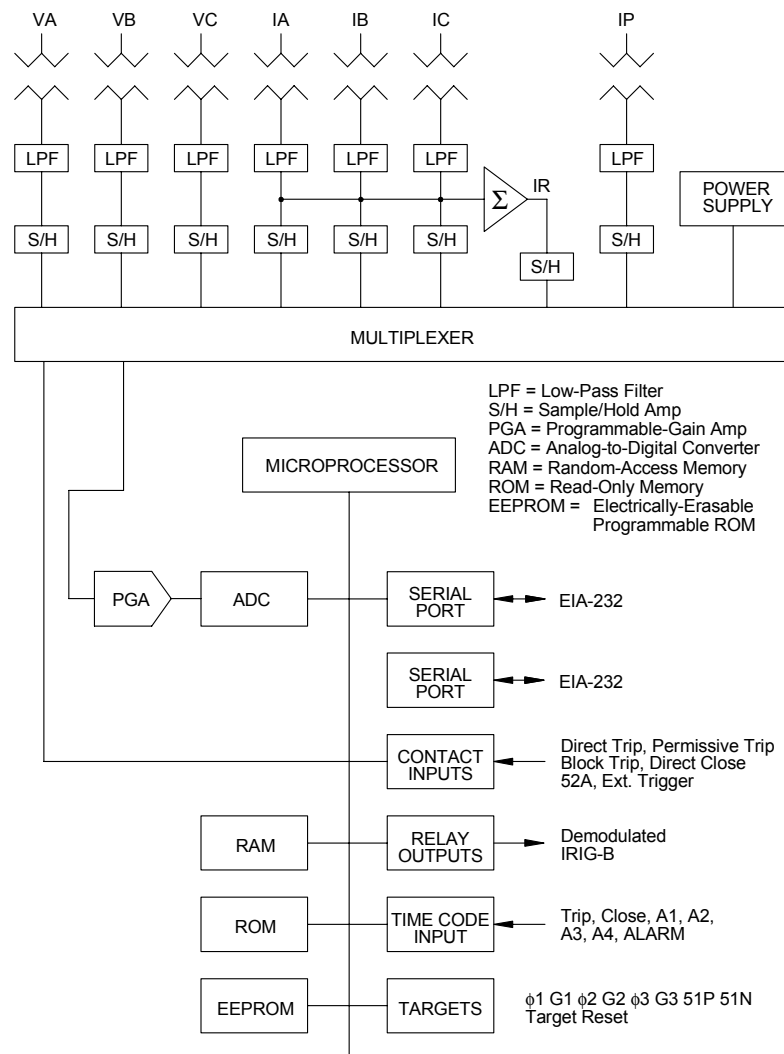 VA VB VC IA IB IC IP
LPF LPF LPF LPF LPF LPF LPF
Σ IR
POWER
SUPPLY
S/H S/H S/H S/H S/H S/H S/H
S/H
MULTIPLEXER
LPF = Low-Pass Filter
S/H = Sample/Hold Amp
PGA = Programmable-Gain Amp
ADC = Analog-to-Digital Converter
RAM = Random-Access Memory
ROM = Read-Only Memory
EEPROM = Electrically-Erasable
Programmable ROM
MICROPROCESSOR
PGA ADC
SERIAL
PORT
EIA-232
SERIAL
PORT
EIA-232
CONTACT
INPUTS
Direct Trip, Permissive Trip
Block Trip, Direct Close
52A, Ext. Trigger
RAM
RELAY
OUTPUTS
Demodulated
IRIG-B
ROM
TIME CODE
INPUT
Trip, Close, A1, A2,
A3, A4, ALARM
EEPROM
TARGETS
ϕ1 G1 ϕ2 G2 ϕ3 G3 51P 51N
Target Reset